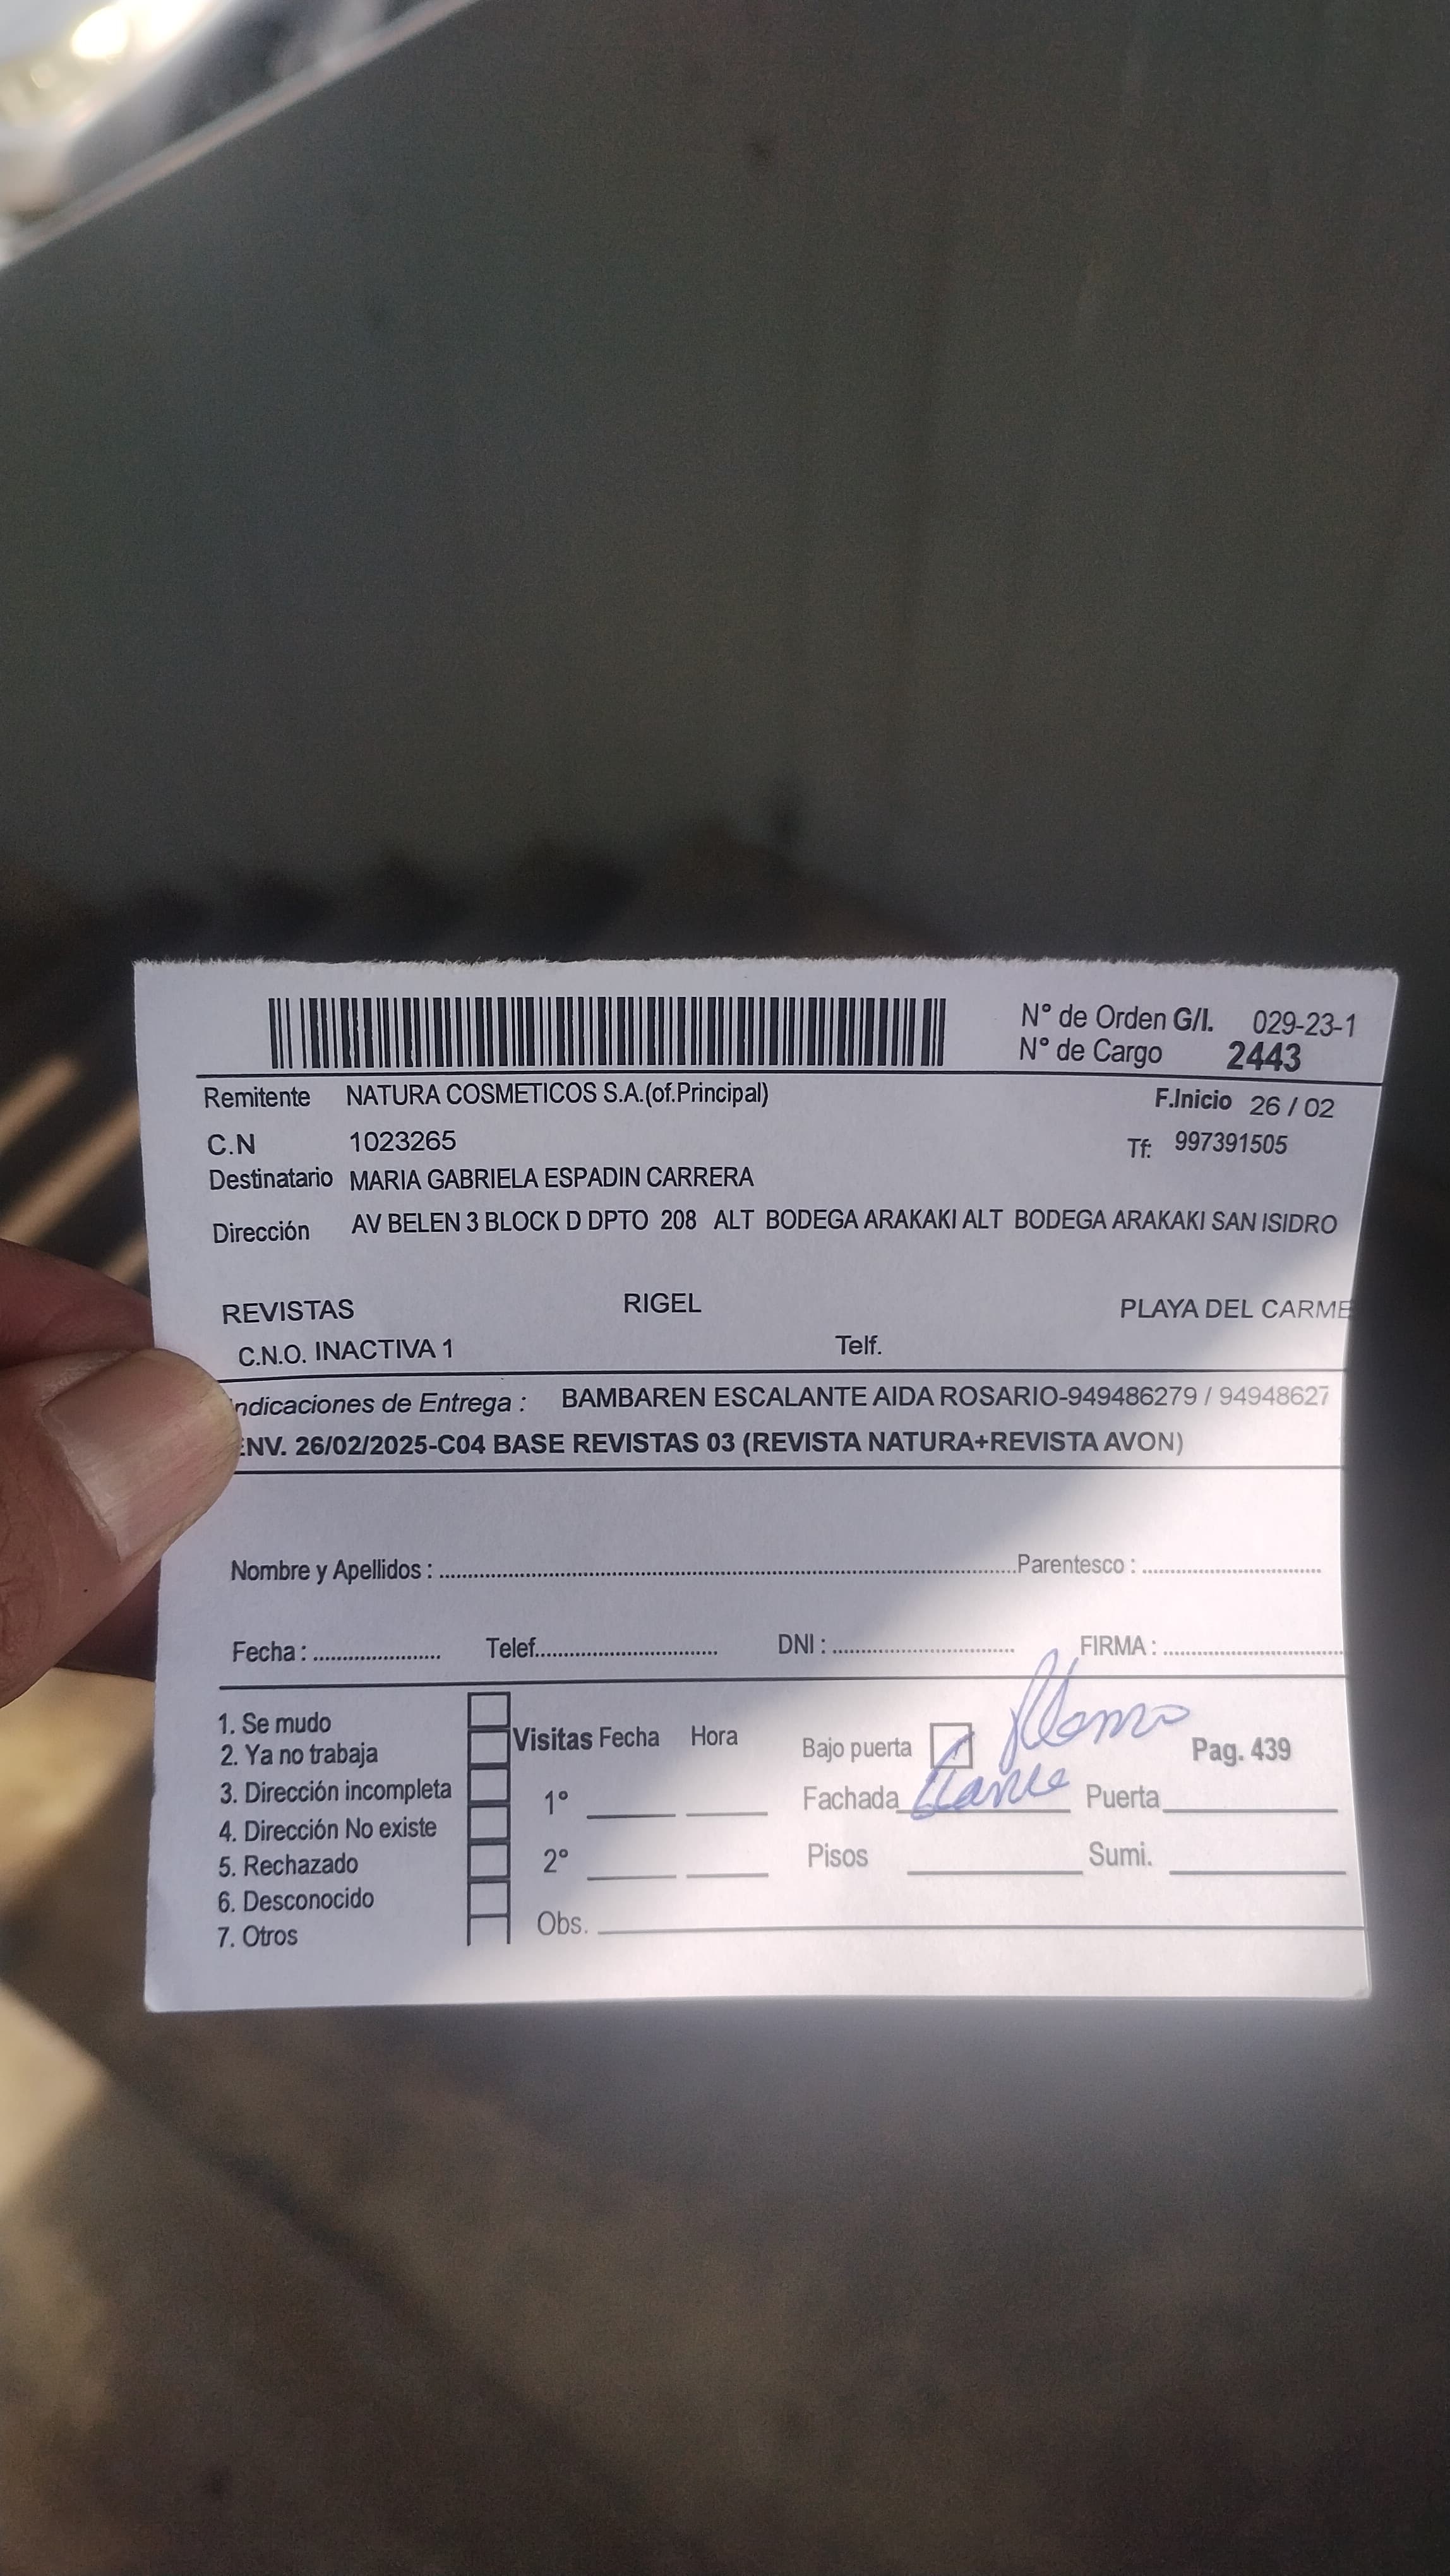 N° de Orden G/I. 029-23-1
N° de Cargo 2443
Remitente NATURA COSMETICOS S.A.(of.Principal) F.Inicio 26 / 02
C.N 1023265 Tf: 997391505
Destinatario MARIA GABRIELA ESPADIN CARRERA
Dirección AV BELEN 3 BLOCK D DPTO 208 ALT BODEGA ARAKAKI ALT BODEGA ARAKAKI SAN ISIDRO
REVISTAS RIGEL PLAYA DEL CARME
C.N.O. INACTIVA 1 Telf.
ndicaciones de Entrega : BAMBAREN ESCALANTE AIDA ROSARIO-949486279 / 94948627
ENV. 26/02/2025-C04 BASE REVISTAS 03 (REVISTA NATURA+REVISTA AVON)
Nombre y Apellidos : Parentesco :
Fecha : Telef. DNI : FIRMA :
1. Se mudo
2. Ya no trabaja
3. Dirección incompleta
4. Dirección No existe
5. Rechazado
6. Desconocido
7. Otros
Visitas Fecha Hora
1°
2°
Obs.
Bajo puerta Pag. 439
Fachada Puerta
Pisos Sumi.